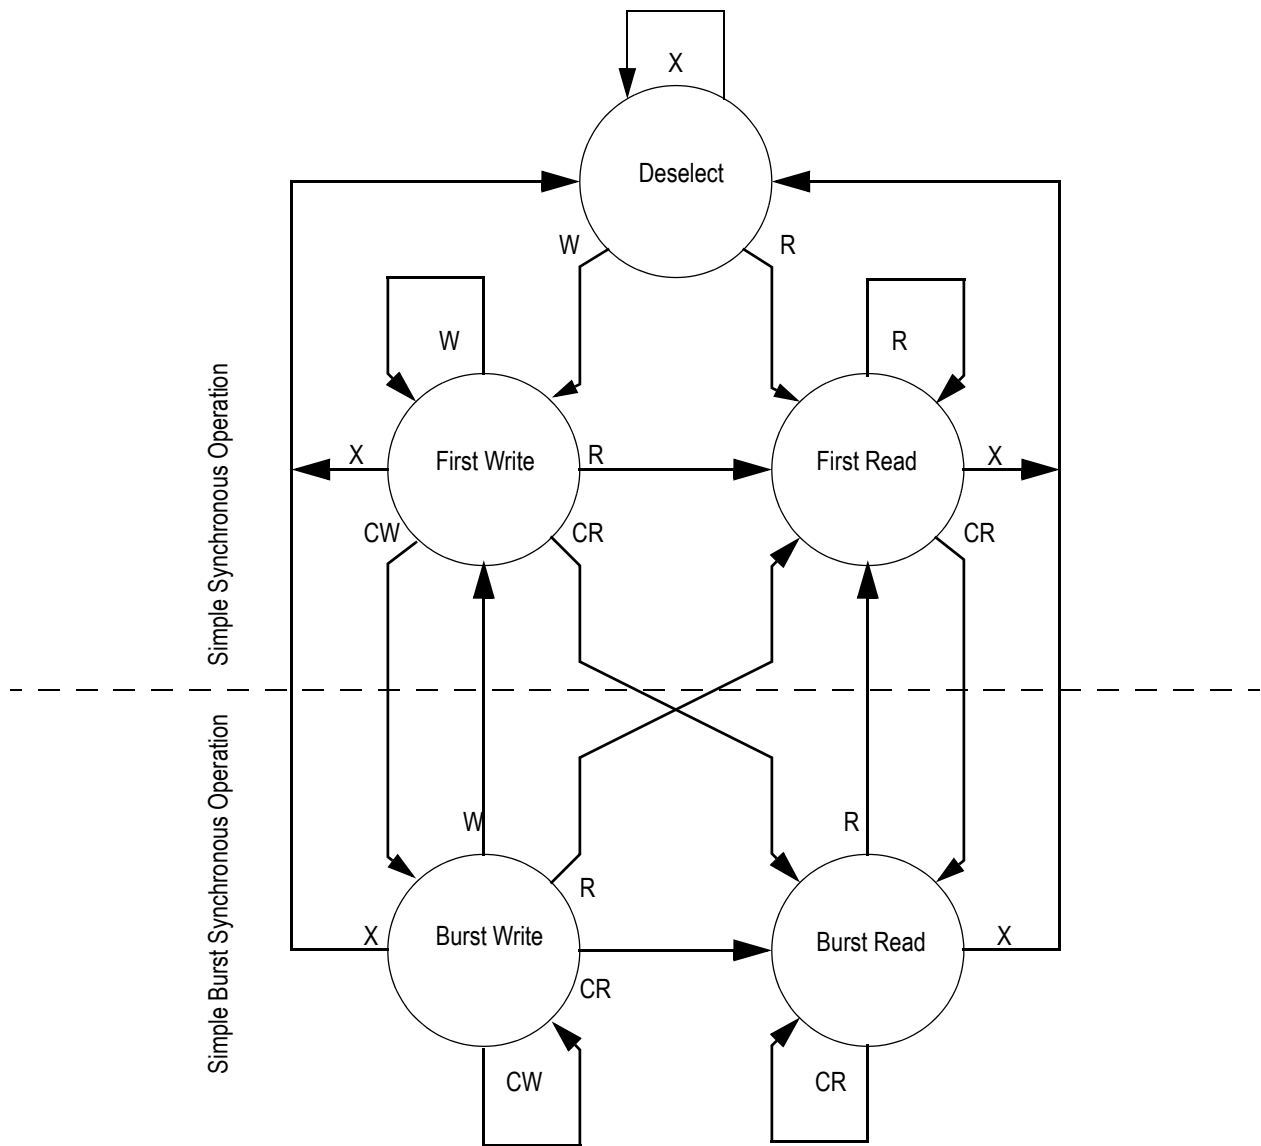 X
Deselect
W
R
W
R
Simple Synchronous Operation
X
First Write
R
First Read
X
CW
CR
CR
Simple Burst Synchronous Operation
W
R
R
X
Burst Write
Burst Read
X
CR
CW
CR